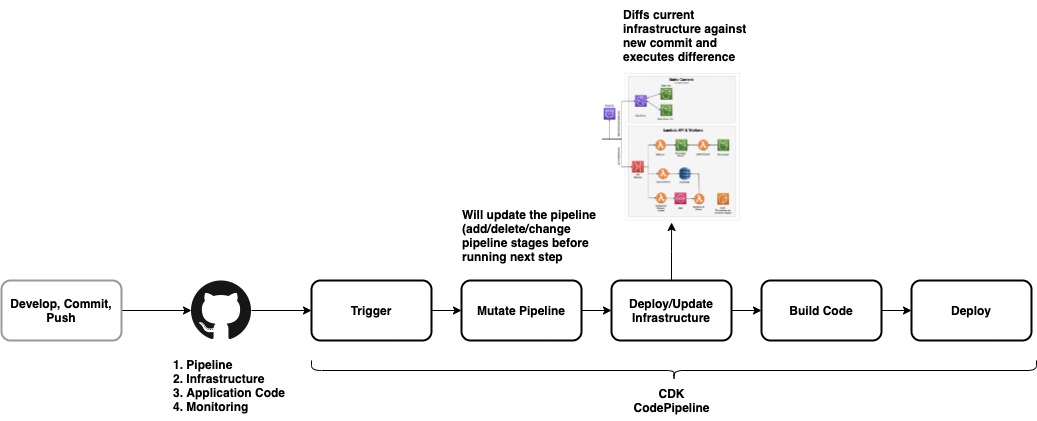 Diffs current
infrastructure against
new commit and
executes difference
Static Content
Lambda API & Workers
Will update the pipeline
(add/delete/change
pipeline stages before
running next step
Develop, Commit,
Push
Trigger
Mutate Pipeline
Deploy/Update
Infrastructure
Build Code
Deploy
1. Pipeline
2. Infrastructure
3. Application Code
4. Monitoring
CDK
CodePipeline